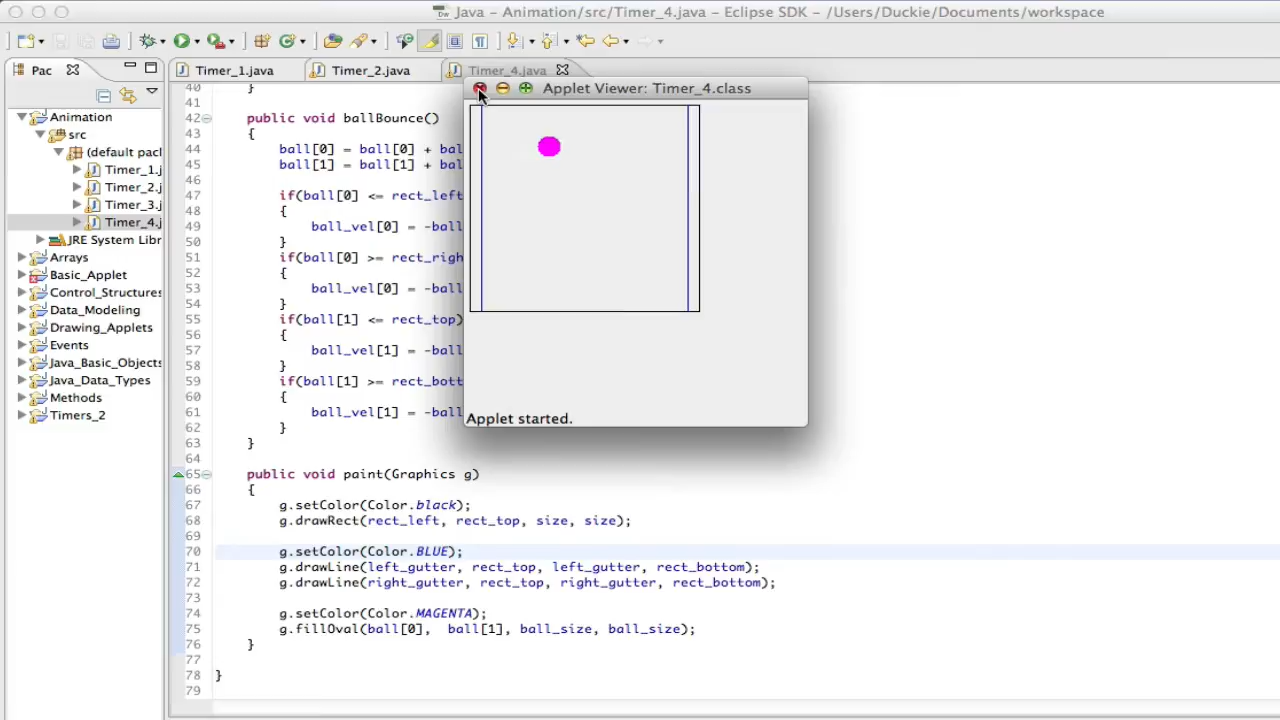 Java - Animation/src/Timer_4.java - Eclipse SDK - /Users/Duckie/Documents/workspace
Pac
Timer_1.java
Timer_2.java
Timer_4.java
Applet Viewer: Timer_4.class
Applet started.
Animation
src
(default pacl
Timer_1.j
Timer_2.j
Timer_3.j
Timer_4.j
JRE System Libr
Arrays
Basic_Applet
Control_Structures
Data_Modeling
Drawing_Applets
Events
Java_Basic_Objects
Java_Data_Types
Methods
Timers_2
40 }
41
42 public void ballBounce()
43 {
44 ball[0] = ball[0] + bal
45 ball[1] = ball[1] + bal
46
47 if(ball[0] <= rect_left
48 {
49 ball_vel[0] = -ball
50 }
51 if(ball[0] >= rect_righ
52 {
53 ball_vel[0] = -ball
54 }
55 if(ball[1] <= rect_top)
56 {
57 ball_vel[1] = -ball
58 }
59 if(ball[1] >= rect_bott
60 {
61 ball_vel[1] = -ball
62 }
63 }
64
65 public void paint(Graphics g)
66 {
67 g.setColor(Color.black);
68 g.drawRect(rect_left, rect_top, size, size);
69
70 g.setColor(Color.BLUE);
71 g.drawLine(left_gutter, rect_top, left_gutter, rect_bottom);
72 g.drawLine(right_gutter, rect_top, right_gutter, rect_bottom);
73
74 g.setColor(Color.MAGENTA);
75 g.fillOval(ball[0], ball[1], ball_size, ball_size);
76 }
77
78 }
79